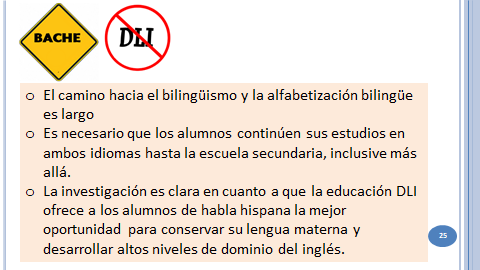 BACHE
DLI
o El camino hacia el bilingüismo y la alfabetización bilingüe
es largo
o Es necesario que los alumnos continúen sus estudios en
ambos idiomas hasta la escuela secundaria, inclusive más
allá.
o La investigación es clara en cuanto a que la educación DLI
ofrece a los alumnos de habla hispana la mejor
oportunidad para conservar su lengua materna y
desarrollar altos niveles de dominio del inglés.
25